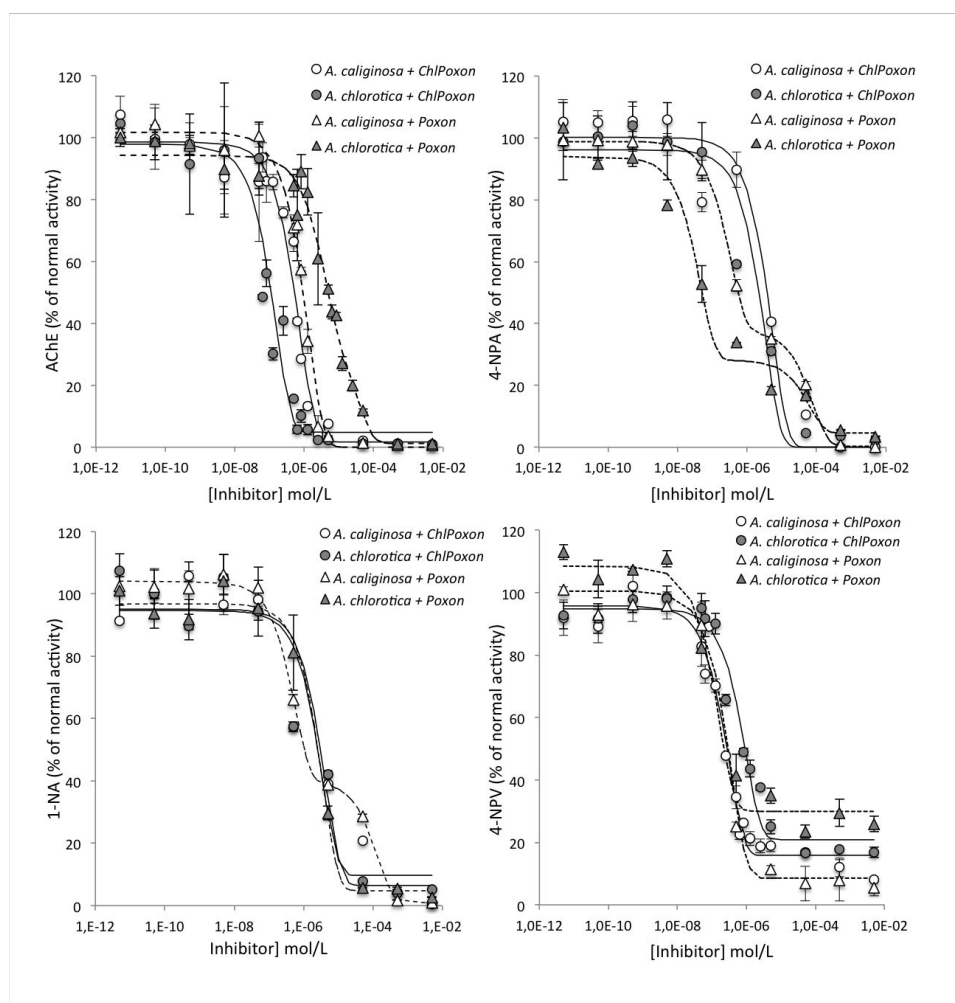 A. caliginosa + ChlPoxon
A. chlorotica + ChlPoxon
A. caliginosa + Poxon
A. chlorotica + Poxon
120
100
80
60
40
20
0
AChE (% of normal activity)
1,0E-12 1,0E-10 1,0E-08 1,0E-06 1,0E-04 1,0E-02
[Inhibitor] mol/L
A. caliginosa + ChlPoxon
A. chlorotica + ChlPoxon
A. caliginosa + Poxon
A. chlorotica + Poxon
120
100
80
60
40
20
0
4-NPA (% of normal activity)
1,0E-12 1,0E-10 1,0E-08 1,0E-06 1,0E-04 1,0E-02
[Inhibitor] mol/L
A. caliginosa + ChlPoxon
A. chlorotica + ChlPoxon
A. caliginosa + Poxon
A. chlorotica + Poxon
120
100
80
60
40
20
0
1-NA (% of normal activity)
1,E-12 1,E-10 1,E-08 1,E-06 1,E-04 1,E-02
Inhibitor] mol/L
A. caliginosa + ChlPoxon
A. chlorotica + ChlPoxon
A. caliginosa + Poxon
A. chlorotica + Poxon
120
100
80
60
40
20
0
4-NPV (% of normal activity)
1,0E-12 1,0E-10 1,0E-08 1,0E-06 1,0E-04 1,0E-02
[Inhibitor] mol/L